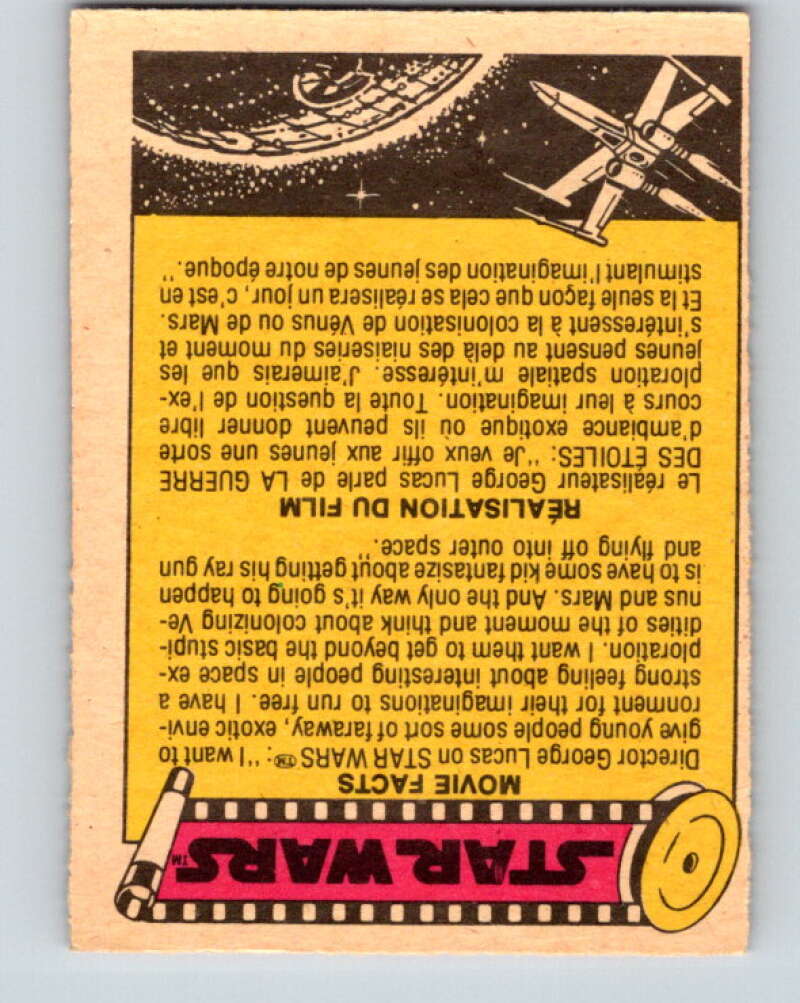 STAR WARS™
MOVIE FACTS
Director George Lucas on STAR WARS ™: "I want to
give young people some sort of faraway, exotic envi-
ronment for their imaginations to run free. I have a
strong feeling about interesting people in space ex-
ploration. I want them to get beyond the basic stupi-
dities of the moment and think about colonizing Ve-
nus and Mars. And the only way it's going to happen
is to have some kid fantasize about getting his ray gun
and flying off into outer space."
RÉALISATION DU FILM
Le réalisateur George Lucas parle de LA GUERRE
DES ÉTOILES: "Je veux offir aux jeunes une sorte
d'ambiance exotique où ils peuvent donner libre
cours à leur imagination. Toute la question de l'ex-
ploration spatiale m'intéresse. J'aimerais que les
jeunes pensent au delà des niaiseries du moment et
s'intéressent à la colonisation de Vénus ou de Mars.
Et la seule façon que cela se réalisera un jour, c'est en
stimulant l'imagination des jeunes de notre époque."